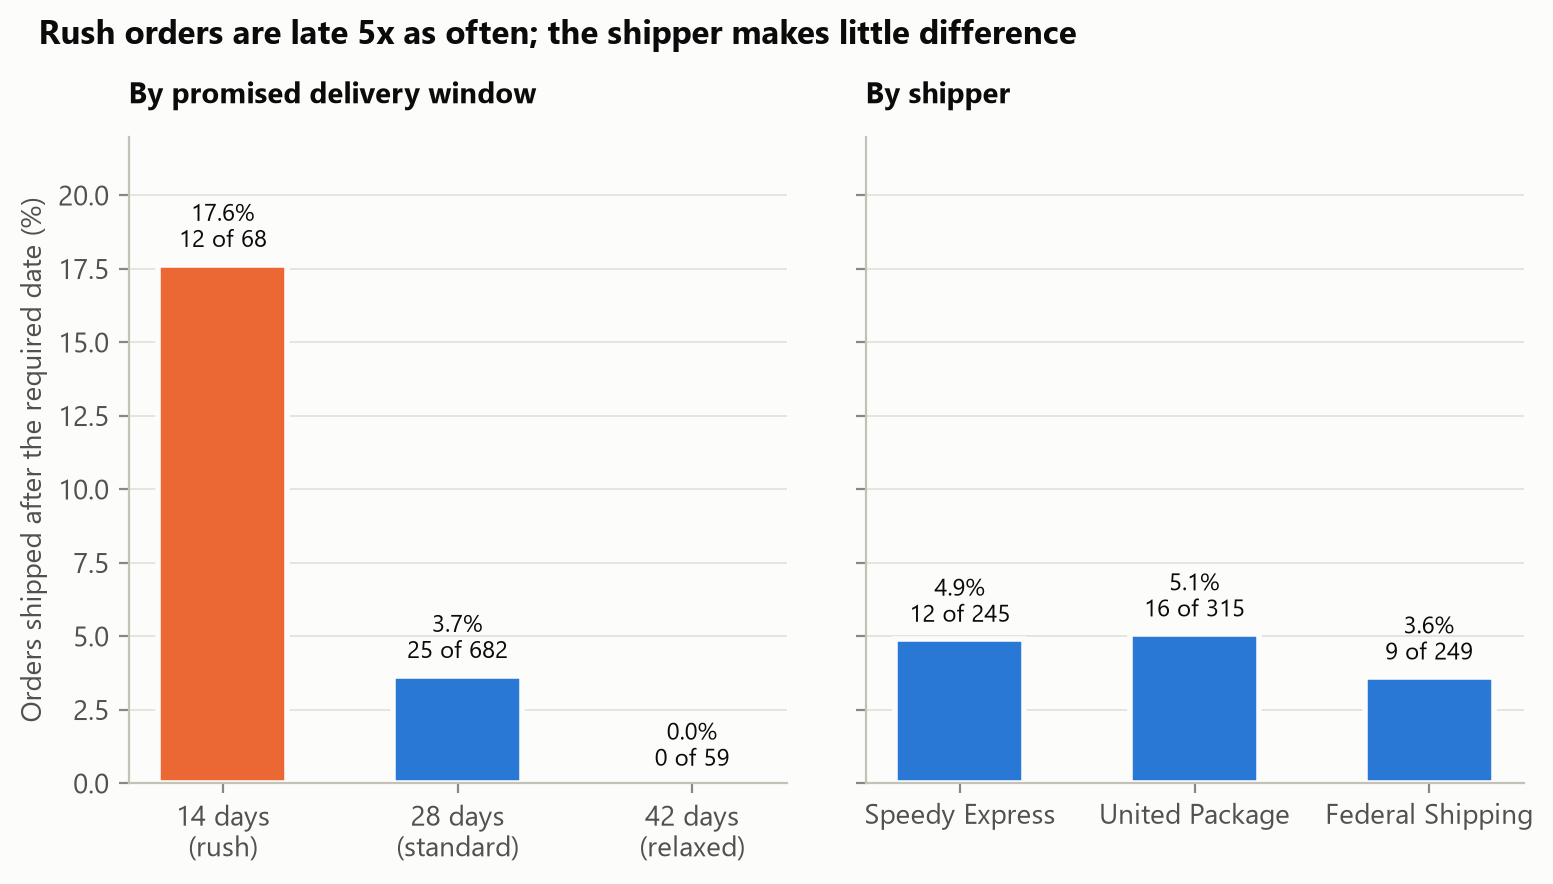 Rush orders are late 5x as often; the shipper makes little difference
By promised delivery window
Orders shipped after the required date (%)
20.0
17.5
15.0
12.5
10.0
7.5
5.0
2.5
0.0
17.6%
12 of 68
3.7%
25 of 682
0.0%
0 of 59
14 days
(rush)
28 days
(standard)
42 days
(relaxed)
By shipper
4.9%
12 of 245
5.1%
16 of 315
3.6%
9 of 249
Speedy Express
United Package
Federal Shipping